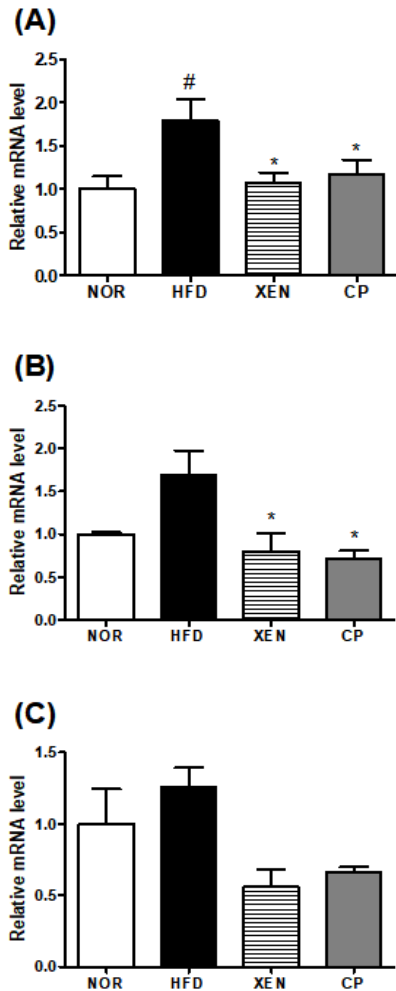 (A)
Relative mRNA level
2.5
2.0
1.5
1.0
0.5
0.0
#
*
*
NOR HFD XEN CP
(B)
Relative mRNA level
2.5
2.0
1.5
1.0
0.5
0.0
*
*
NOR HFD XEN CP
(C)
Relative mRNA level
1.5
1.0
0.5
0.0
NOR HFD XEN CP